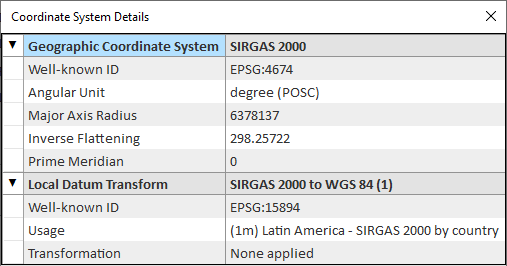 Coordinate System Details
Geographic Coordinate System SIRGAS 2000
Well-known ID EPSG:4674
Angular Unit degree (POSC)
Major Axis Radius 6378137
Inverse Flattening 298.25722
Prime Meridian 0
Local Datum Transform SIRGAS 2000 to WGS 84 (1)
Well-known ID EPSG:15894
Usage (1m) Latin America - SIRGAS 2000 by country
Transformation None applied